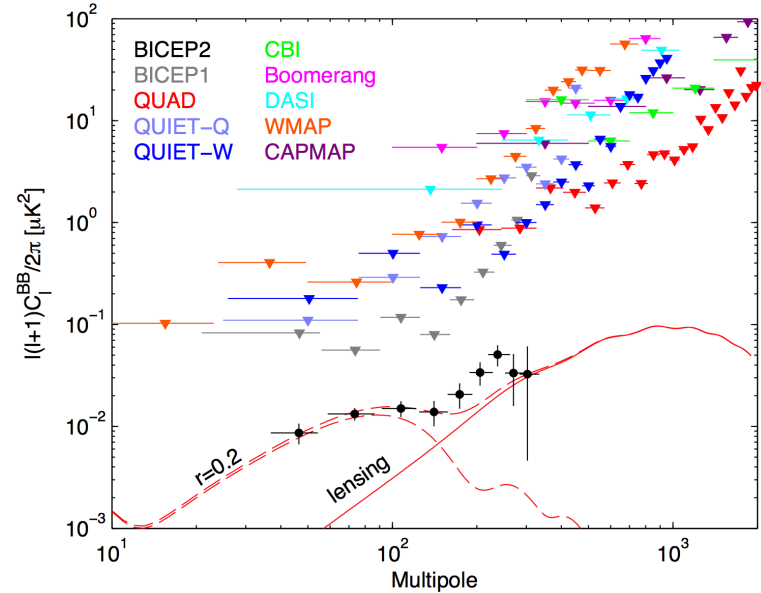 10²
10¹
10⁰
10⁻¹
10⁻²
10⁻³
l(l+1)C_l^BB/2π [μK²]
BICEP2
BICEP1
QUAD
QUIET−Q
QUIET−W
CBI
Boomerang
DASI
WMAP
CAPMAP
r=0.2
lensing
10¹
10²
10³
Multipole